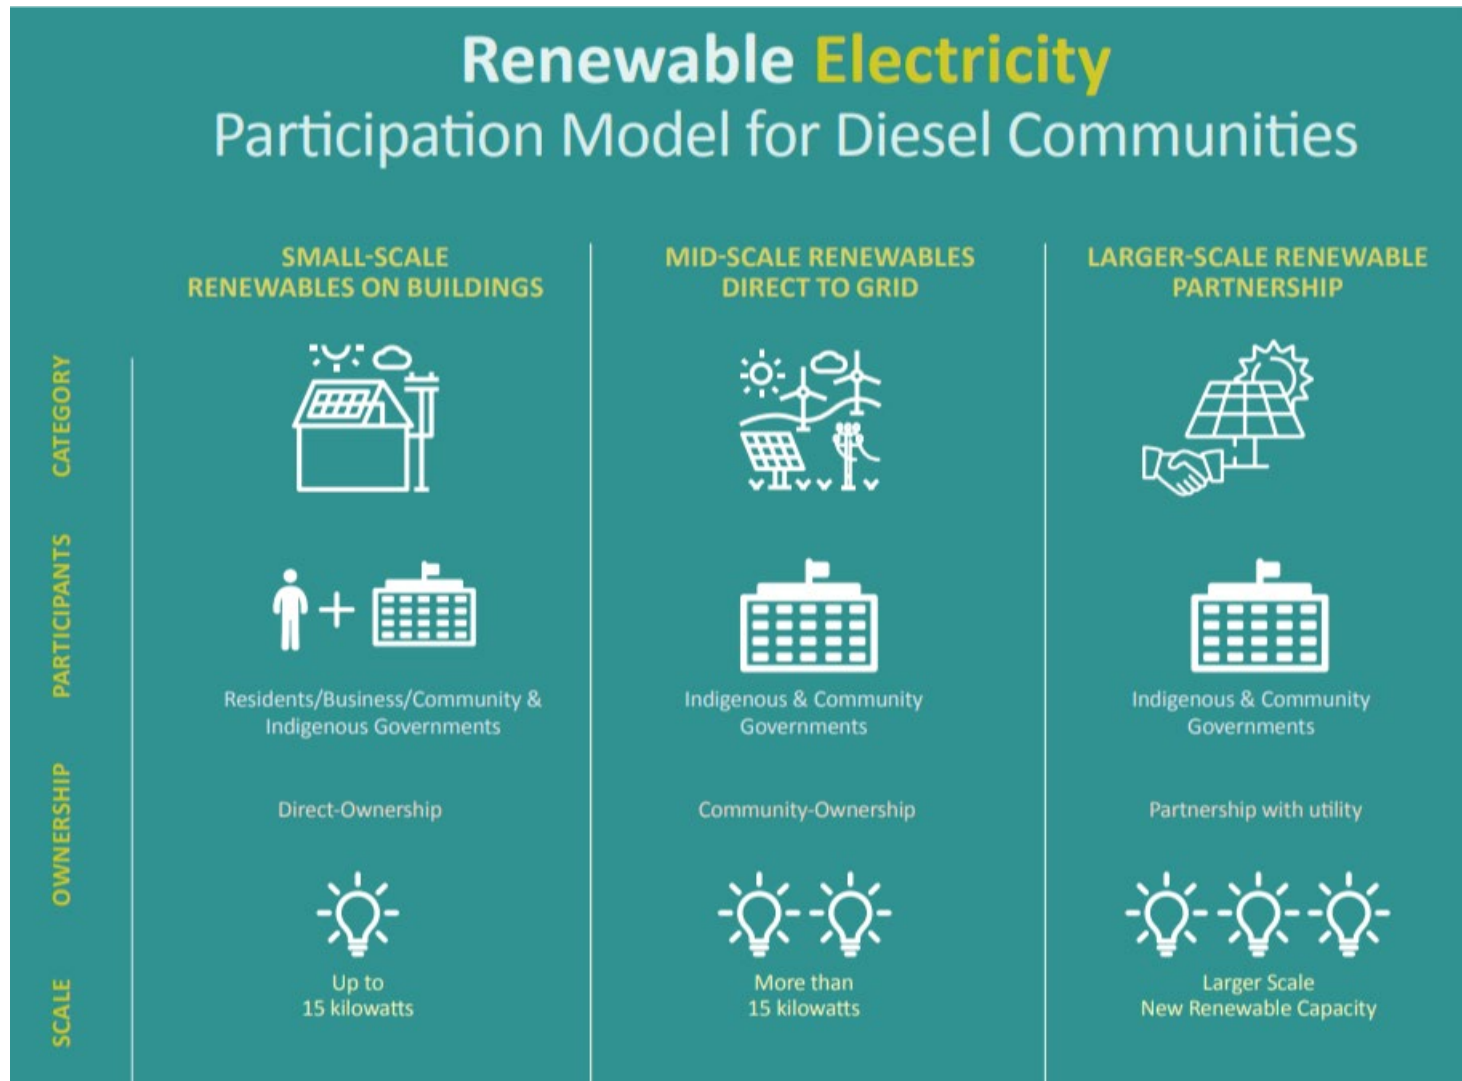 Renewable Electricity
Participation Model for Diesel Communities
SMALL-SCALE
RENEWABLES ON BUILDINGS
MID-SCALE RENEWABLES
DIRECT TO GRID
LARGER-SCALE RENEWABLE
PARTNERSHIP
CATEGORY
PARTICIPANTS
Residents/Business/Community &
Indigenous Governments
Indigenous & Community
Governments
Indigenous & Community
Governments
OWNERSHIP
Direct-Ownership
Community-Ownership
Partnership with utility
SCALE
Up to
15 kilowatts
More than
15 kilowatts
Larger Scale
New Renewable Capacity